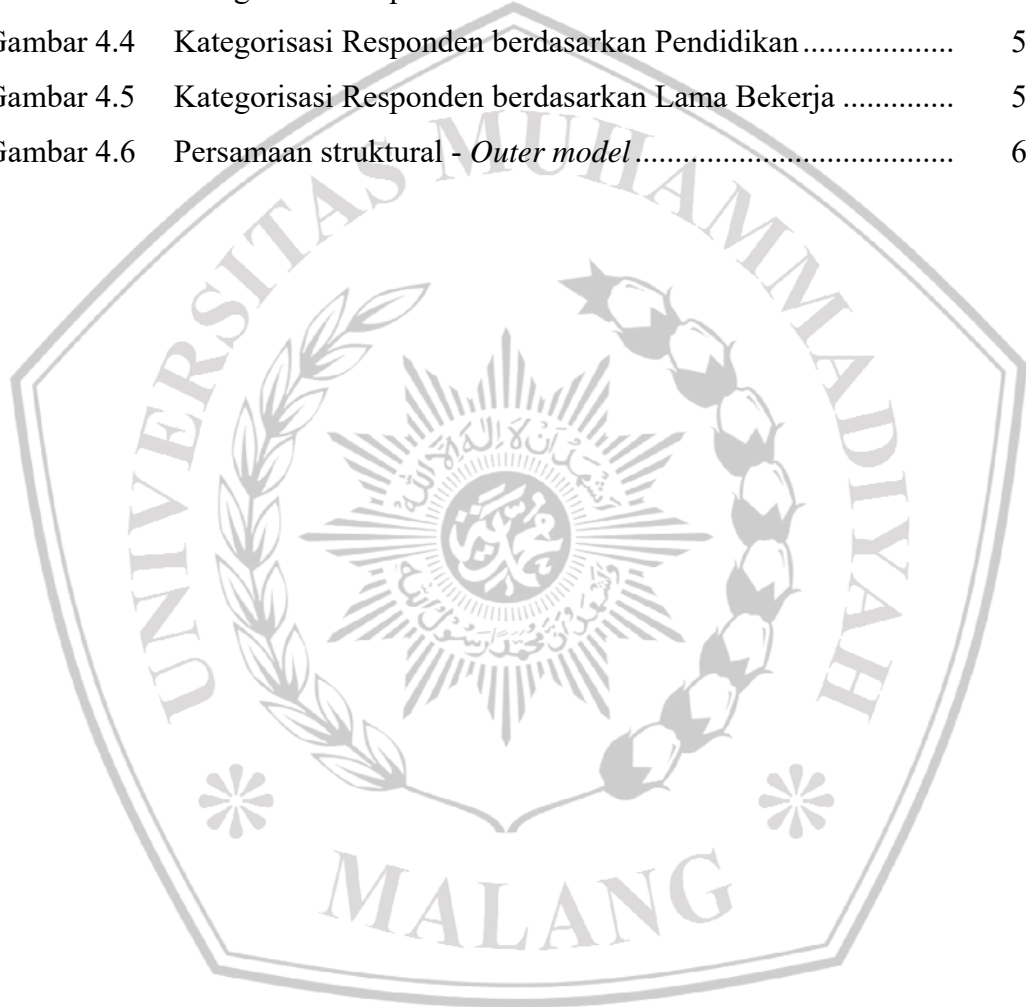 Gambar 4.4 Kategorisasi Responden berdasarkan Pendidikan................... 5
Gambar 4.5 Kategorisasi Responden berdasarkan Lama Bekerja .............. 5
Gambar 4.6 Persamaan struktural - Outer model........................................ 6
UNIVERSITAS MUHAMMADIYAH
MALANG